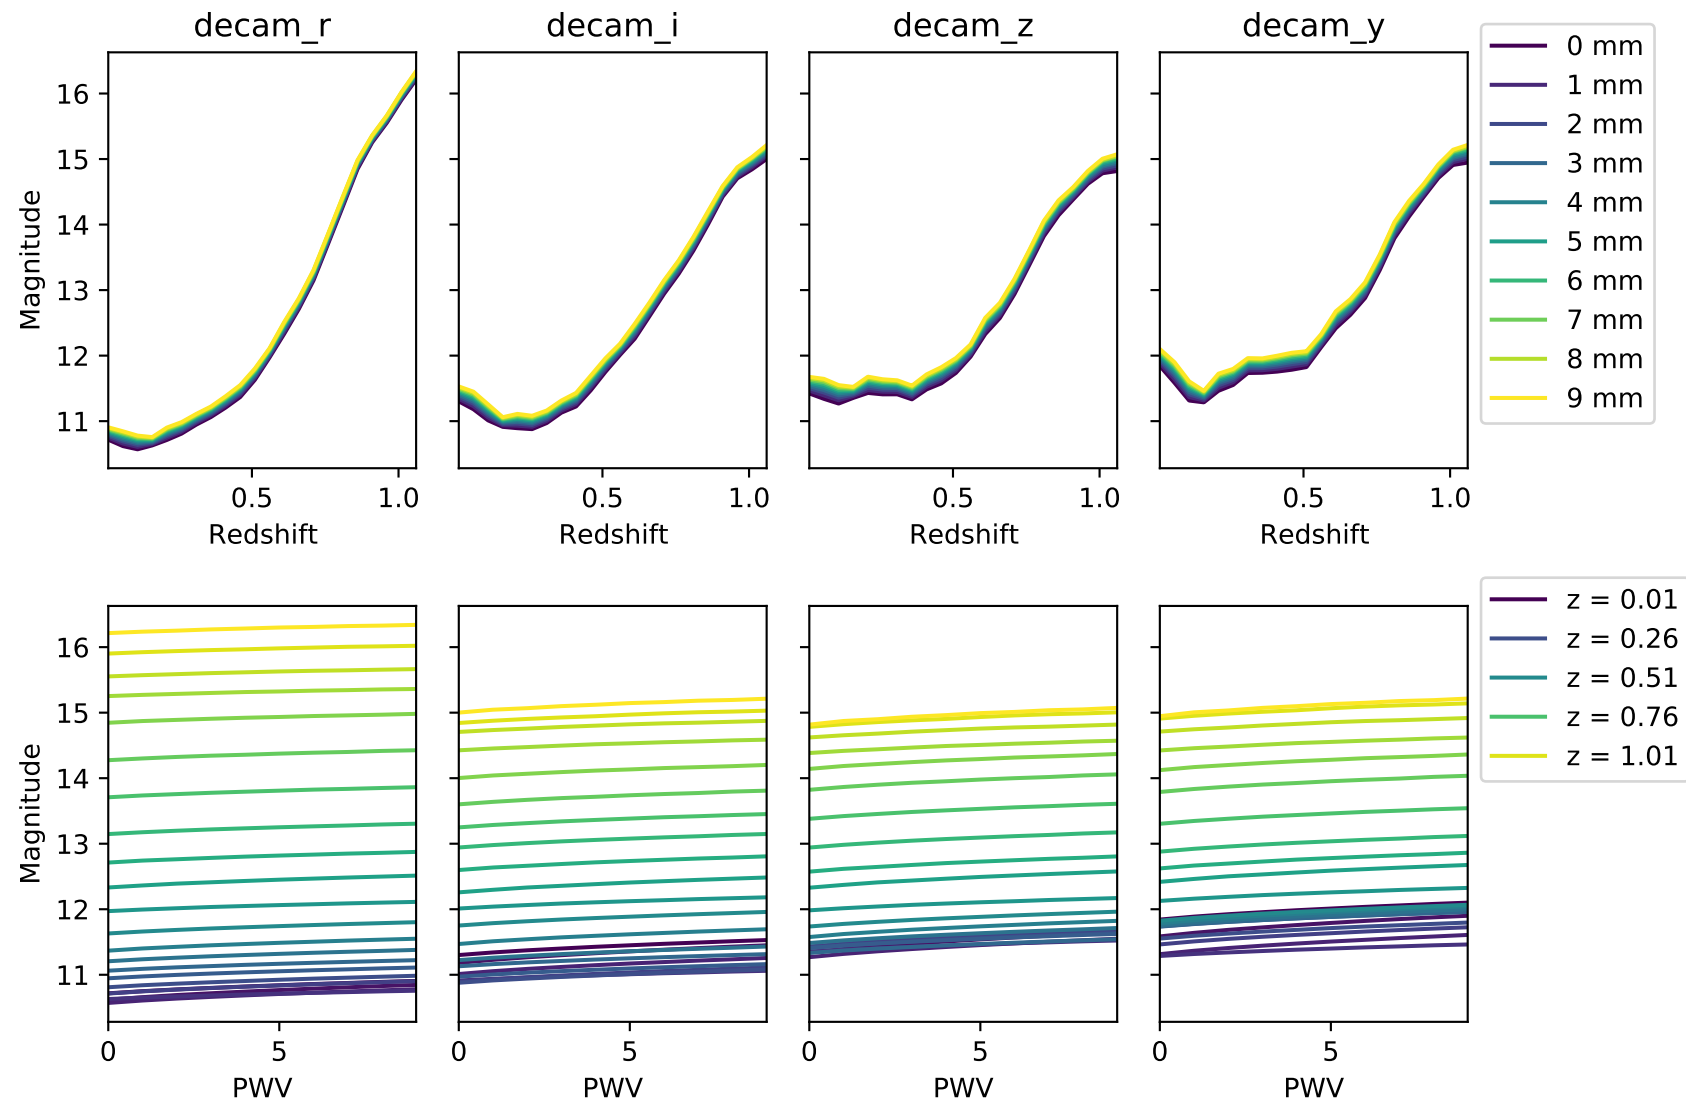 decam_r
decam_i
decam_z
decam_y
Magnitude
16
15
14
13
12
11
0.5
1.0
0.5
1.0
0.5
1.0
0.5
1.0
Redshift
Redshift
Redshift
Redshift
0 mm
1 mm
2 mm
3 mm
4 mm
5 mm
6 mm
7 mm
8 mm
9 mm
Magnitude
16
15
14
13
12
11
0
5
0
5
0
5
0
5
PWV
PWV
PWV
PWV
z = 0.01
z = 0.26
z = 0.51
z = 0.76
z = 1.01